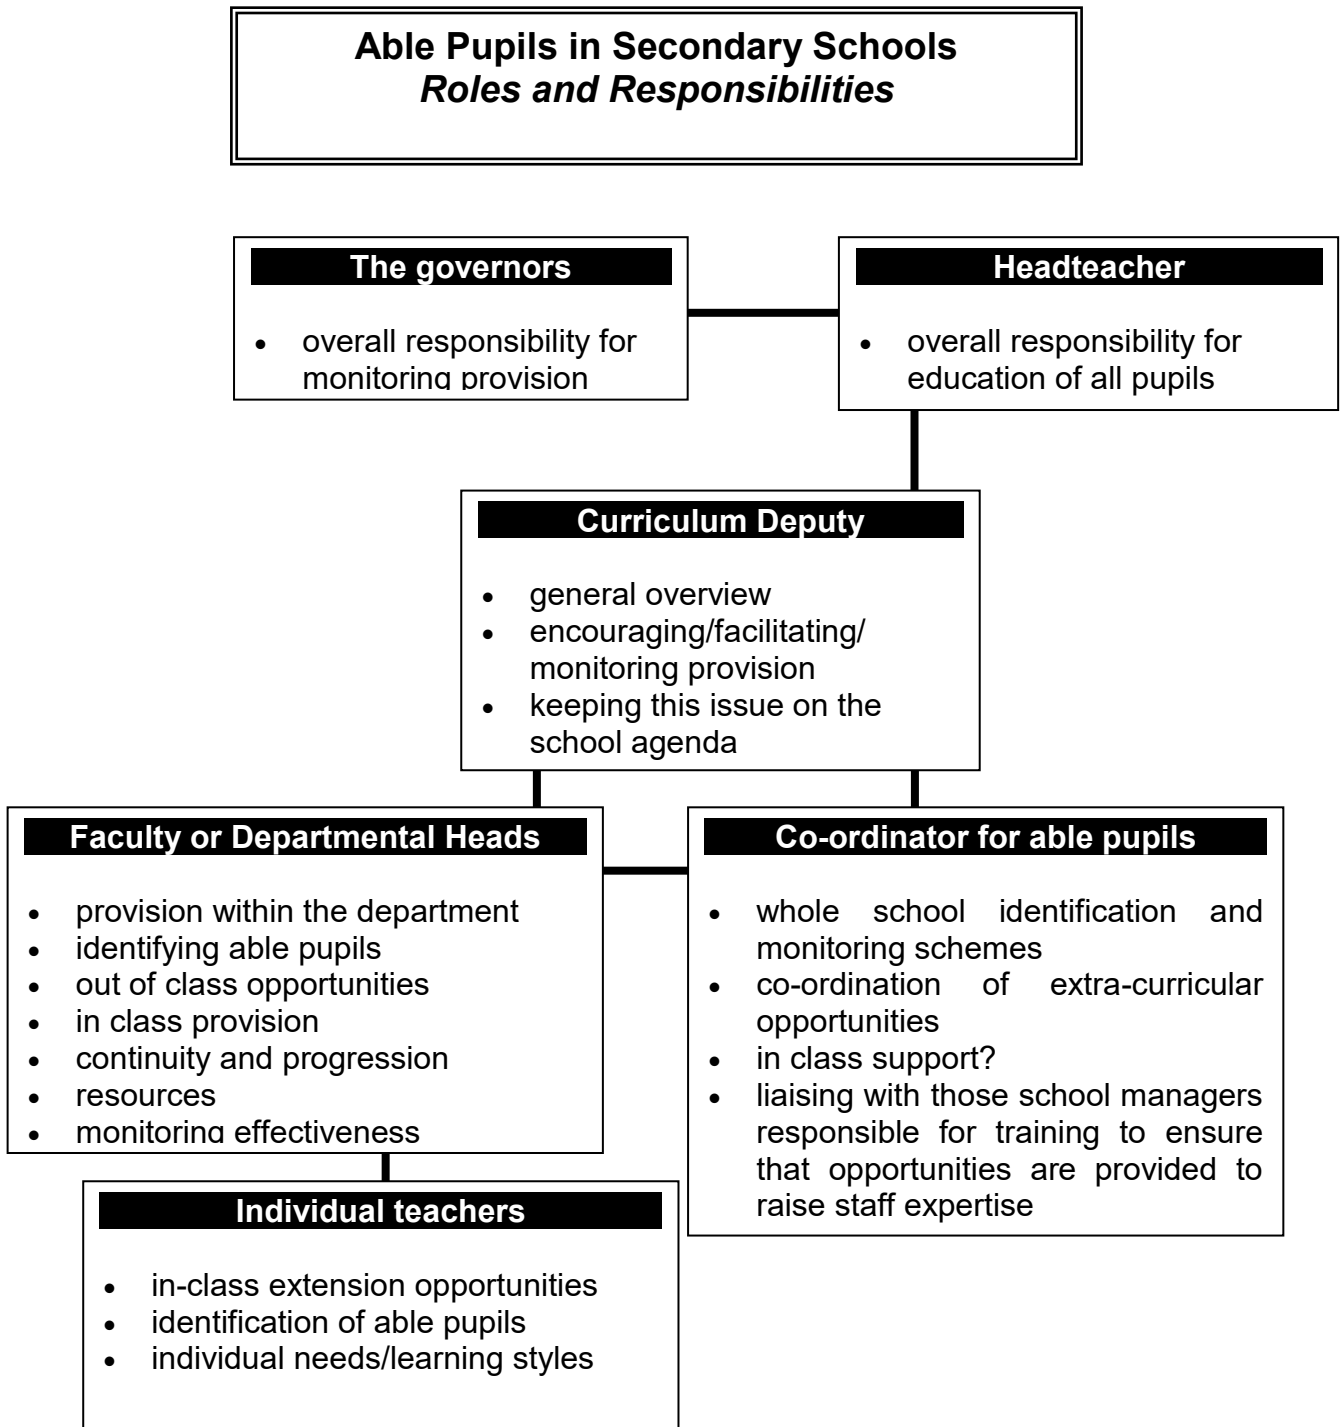 Able Pupils in Secondary Schools
Roles and Responsibilities
The governors
• overall responsibility for
monitoring provision
Headteacher
• overall responsibility for
education of all pupils
Curriculum Deputy
• general overview
• encouraging/facilitating/
monitoring provision
• keeping this issue on the
school agenda
Faculty or Departmental Heads
• provision within the department
• identifying able pupils
• out of class opportunities
• in class provision
• continuity and progression
• resources
• monitoring effectiveness
Co-ordinator for able pupils
• whole school identification and
monitoring schemes
• co-ordination of extra-curricular
opportunities
• in class support?
• liaising with those school managers
responsible for training to ensure
that opportunities are provided to
raise staff expertise
Individual teachers
• in-class extension opportunities
• identification of able pupils
• individual needs/learning styles